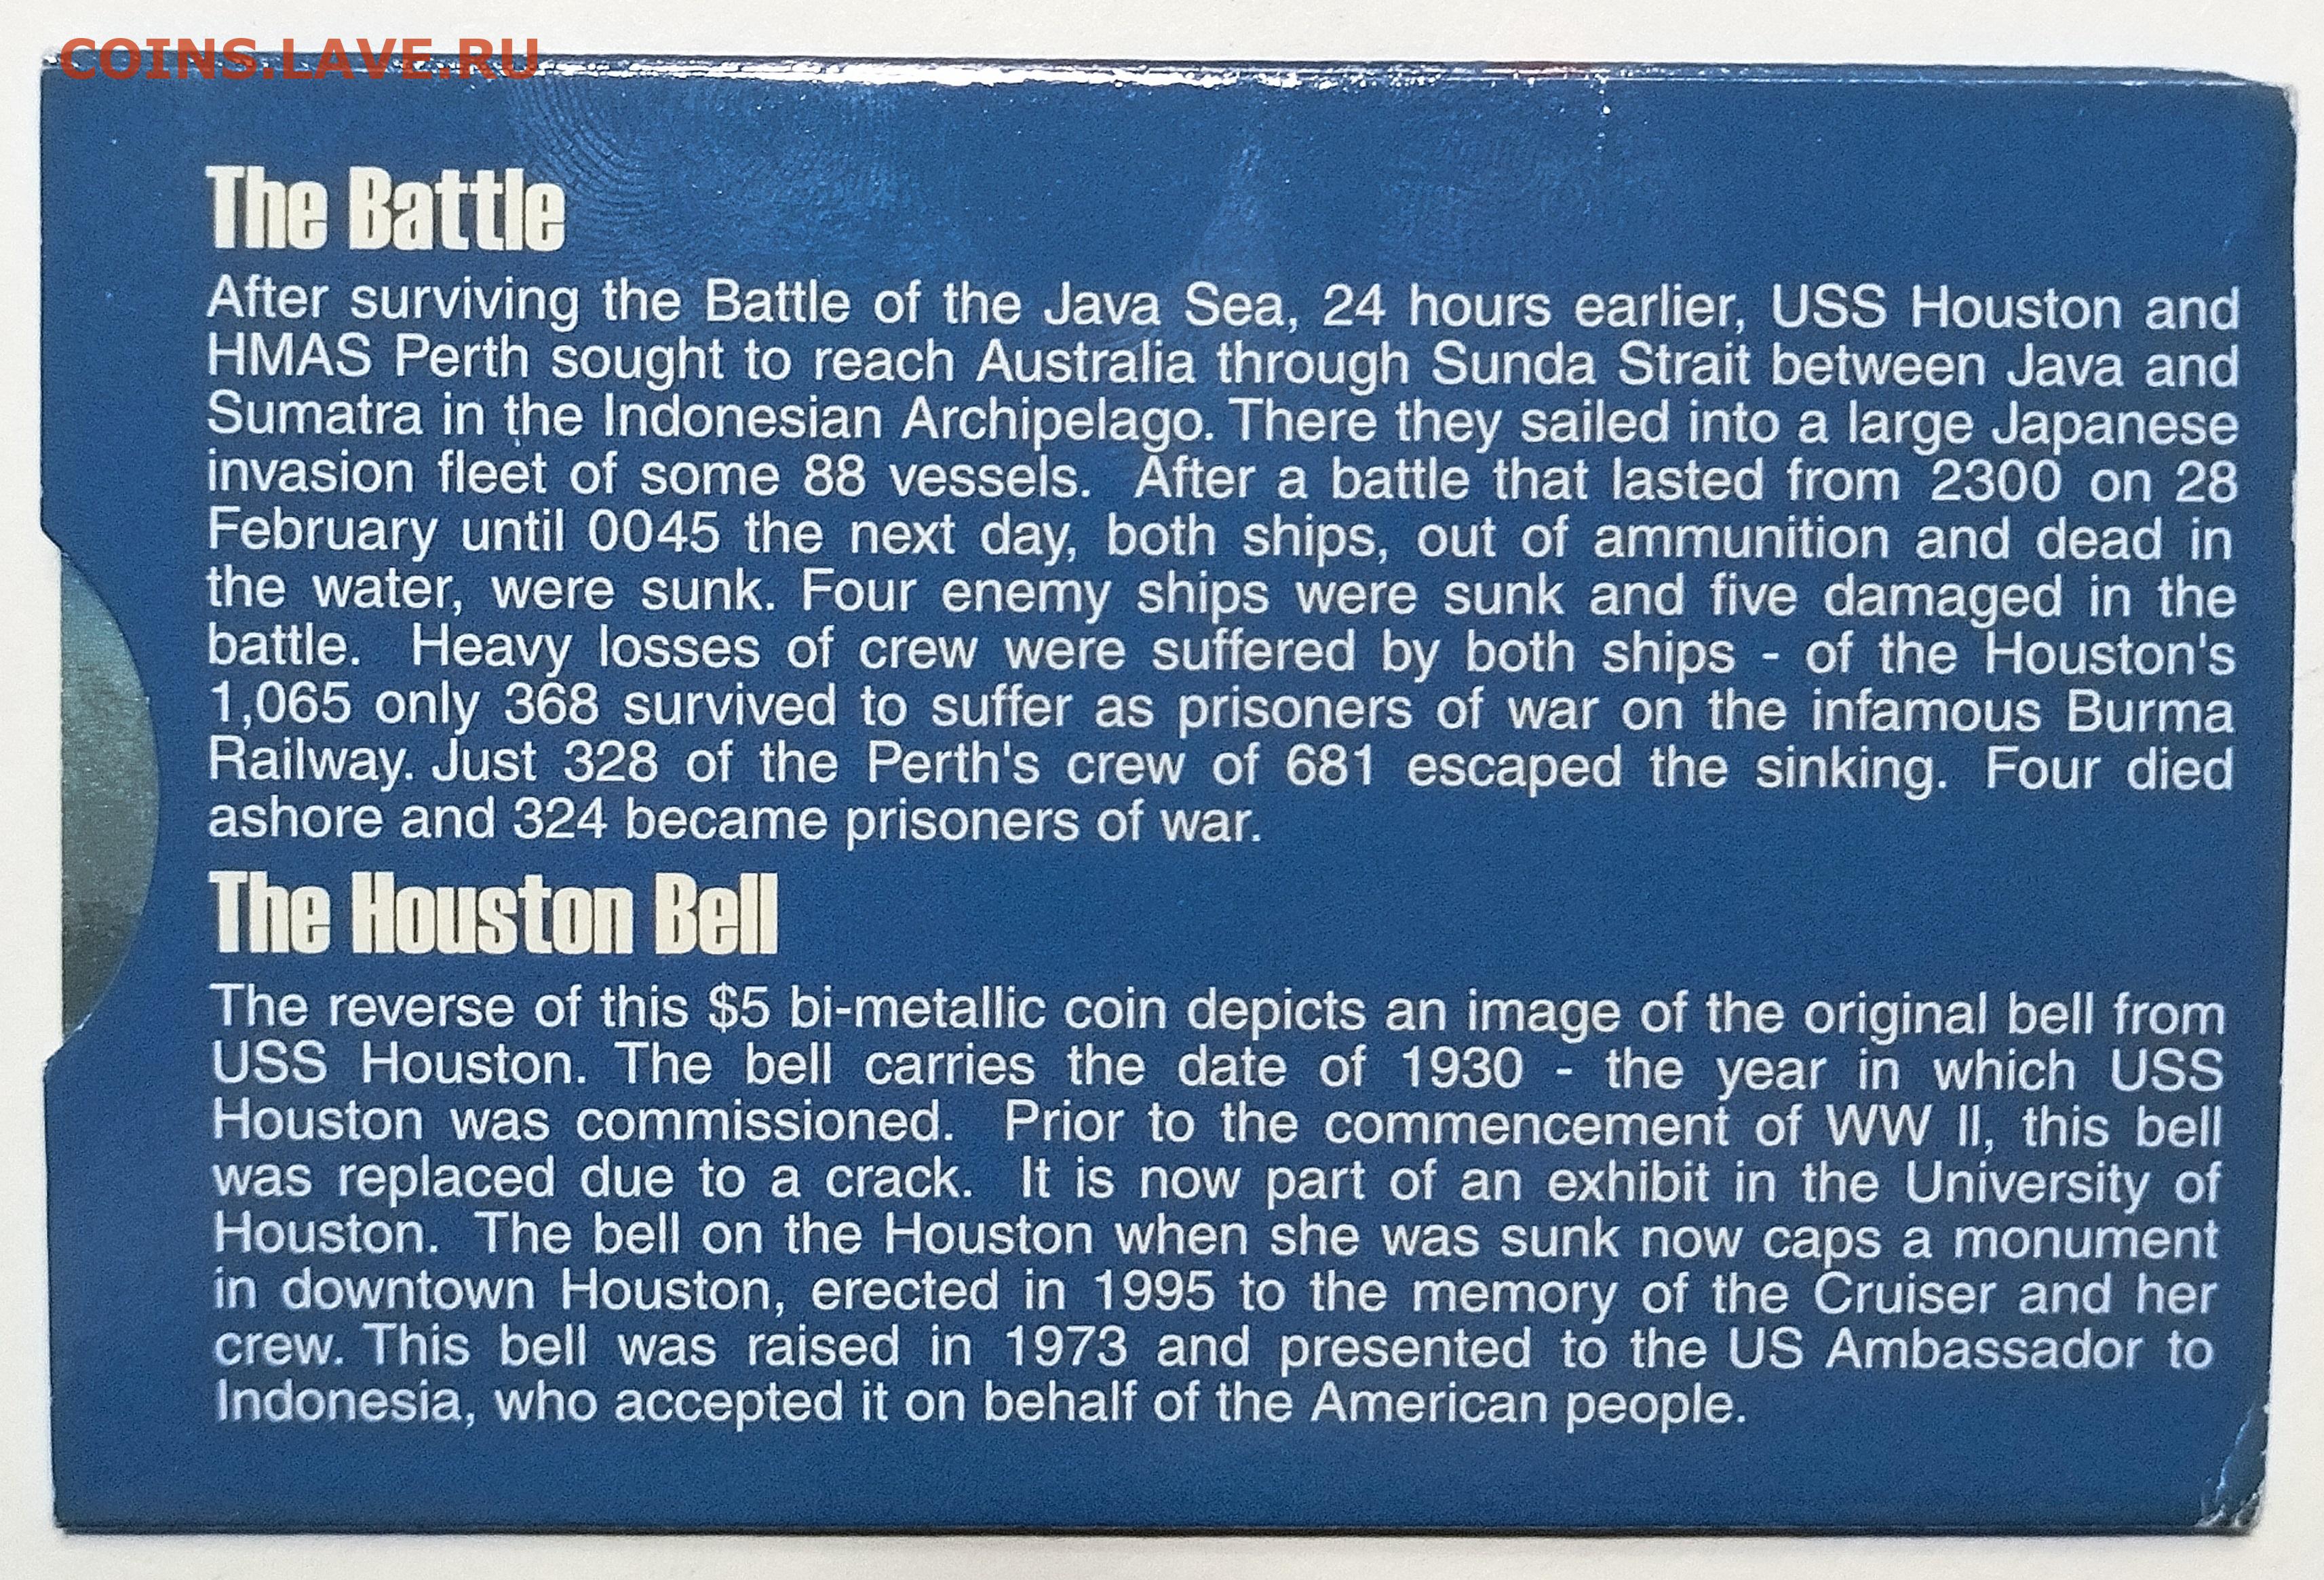 COINS.LAVE.RU
The Battle
After surviving the Battle of the Java Sea, 24 hours earlier, USS Houston and
HMAS Perth sought to reach Australia through Sunda Strait between Java and
Sumatra in the Indonesian Archipelago. There they sailed into a large Japanese
invasion fleet of some 88 vessels. After a battle that lasted from 2300 on 28
February until 0045 the next day, both ships, out of ammunition and dead in
the water, were sunk. Four enemy ships were sunk and five damaged in the
battle. Heavy losses of crew were suffered by both ships - of the Houston's
1,065 only 368 survived to suffer as prisoners of war on the infamous Burma
Railway. Just 328 of the Perth's crew of 681 escaped the sinking. Four died
ashore and 324 became prisoners of war.
The Houston Bell
The reverse of this $5 bi-metallic coin depicts an image of the original bell from
USS Houston. The bell carries the date of 1930 - the year in which USS
Houston was commissioned. Prior to the commencement of WW II, this bell
was replaced due to a crack. It is now part of an exhibit in the University of
Houston. The bell on the Houston when she was sunk now caps a monument
in downtown Houston, erected in 1995 to the memory of the Cruiser and her
crew. This bell was raised in 1973 and presented to the US Ambassador to
Indonesia, who accepted it on behalf of the American people.